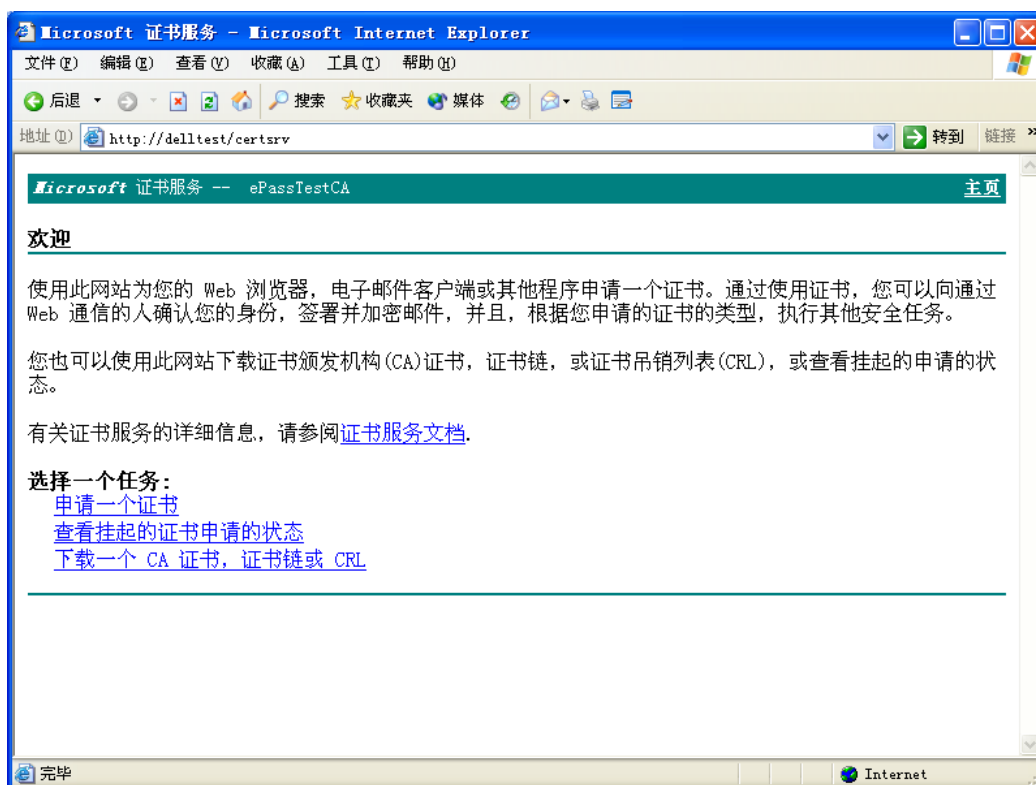 Microsoft 证书服务 - Microsoft Internet Explorer
文件(F) 编辑(E) 查看(V) 收藏(A) 工具(T) 帮助(H)
后退 搜索 收藏夹 媒体
地址(D) http://delltest/certsrv 转到 链接 »
Microsoft 证书服务 -- ePassTestCA 主页
欢迎
使用此网站为您的 Web 浏览器，电子邮件客户端或其他程序申请一个证书。通过使用证书，您可以向通过
Web 通信的人确认您的身份，签署并加密邮件，并且，根据您申请的证书的类型，执行其他安全任务。
您也可以使用此网站下载证书颁发机构(CA)证书，证书链，或证书吊销列表(CRL)，或查看挂起的申请的状
态。
有关证书服务的详细信息，请参阅证书服务文档.
选择一个任务:
申请一个证书
查看挂起的证书申请的状态
下载一个 CA 证书，证书链或 CRL
完毕 Internet